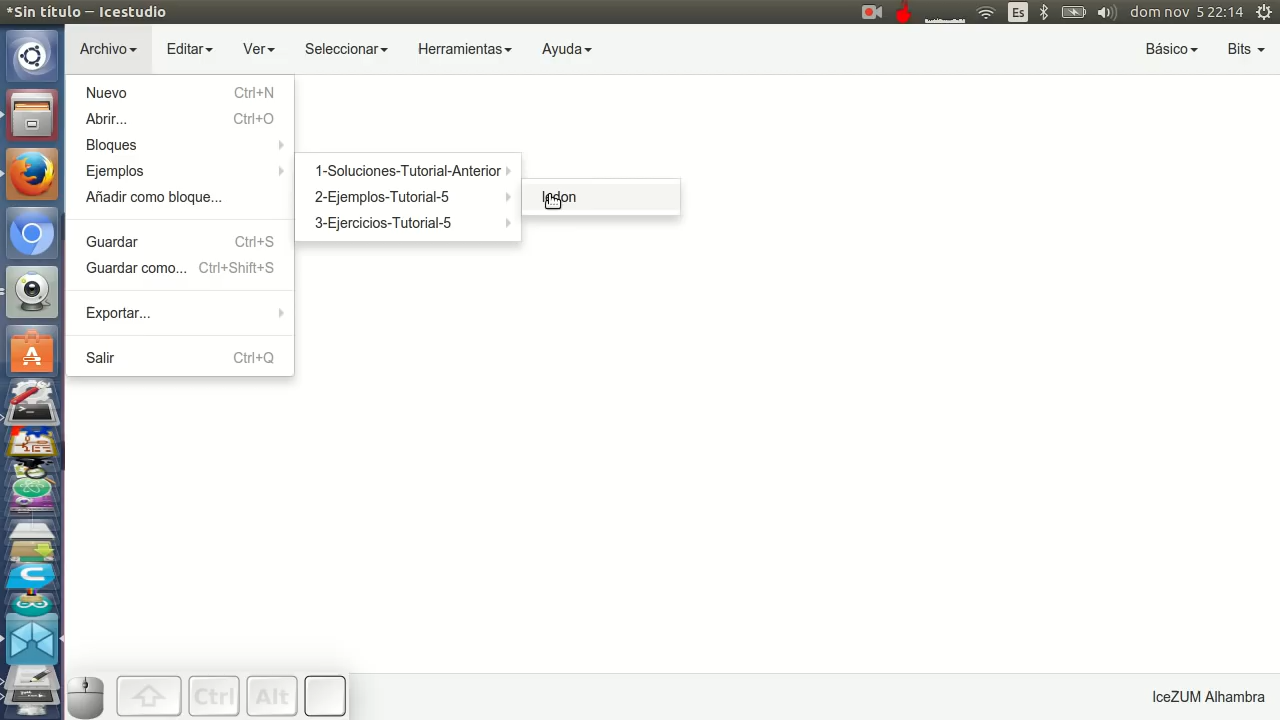 *Sin título — Icestudio
Es
dom nov 5 22:14
Archivo
Editar
Ver
Seleccionar
Herramientas
Ayuda
Básico
Bits
Nuevo Ctrl+N
Abrir... Ctrl+O
Bloques
Ejemplos
Añadir como bloque...
Guardar Ctrl+S
Guardar como... Ctrl+Shift+S
Exportar...
Salir Ctrl+Q
1-Soluciones-Tutorial-Anterior
2-Ejemplos-Tutorial-5
3-Ejercicios-Tutorial-5
Ctrl
Alt
IceZUM Alhambra